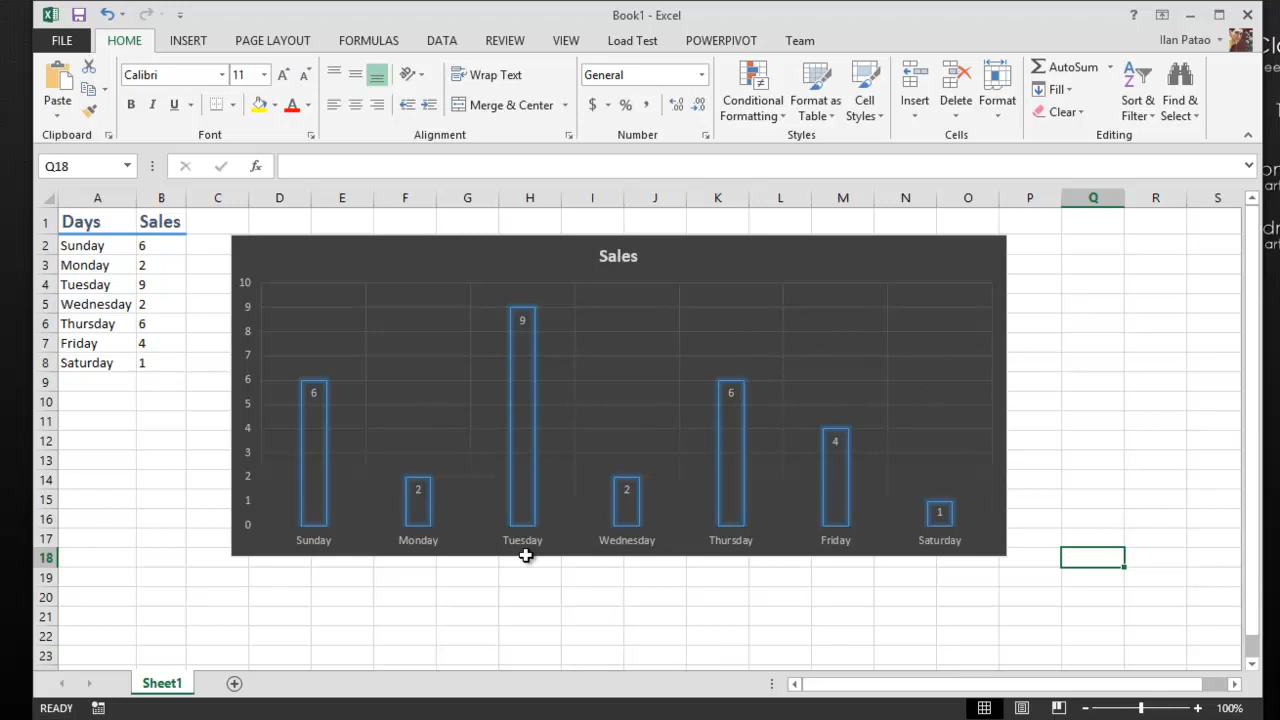 Book1 - Excel
?
FILE HOME INSERT PAGE LAYOUT FORMULAS DATA REVIEW VIEW Load Test POWERPIVOT Team Ilan Patao
Calibri 11 A A Wrap Text General AutoSum
Fill
Paste B I U A Merge & Center $ % , Conditional Formatting Format as Table Cell Styles Insert Delete Format Clear Sort & Filter Find & Select
Clipboard Font Alignment Number Styles Cells Editing
Q18 fx
A B C D E F G H I J K L M N O P Q R S
1 Days Sales
2 Sunday 6
3 Monday 2
4 Tuesday 9
5 Wednesday 2
6 Thursday 6
7 Friday 4
8 Saturday 1
9
10
11
12
13
14
15
16
17
18
19
20
21
22
23
Sales
10
9
8
7
6
5
4
3
2
1
0
6 2 9 2 6 4 1
Sunday Monday Tuesday Wednesday Thursday Friday Saturday
Sheet1
READY 100%